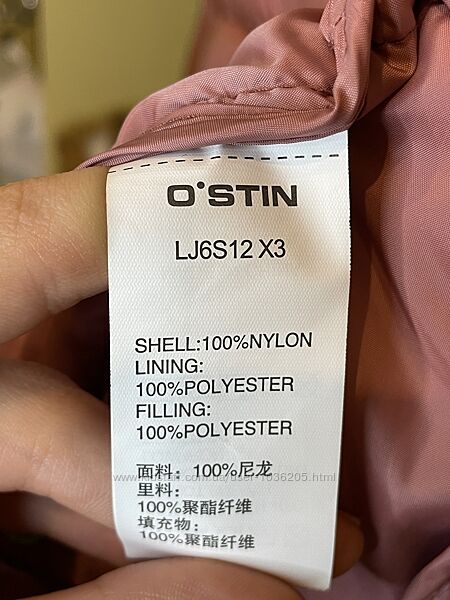 O'STIN
LJ6S12 X3
SHELL:100%NYLON
LINING:
100%POLYESTER
FILLING:
100%POLYESTER
面料：100%尼龙
里料：
100%聚酯纤维
填充物：
100%聚酯纤维